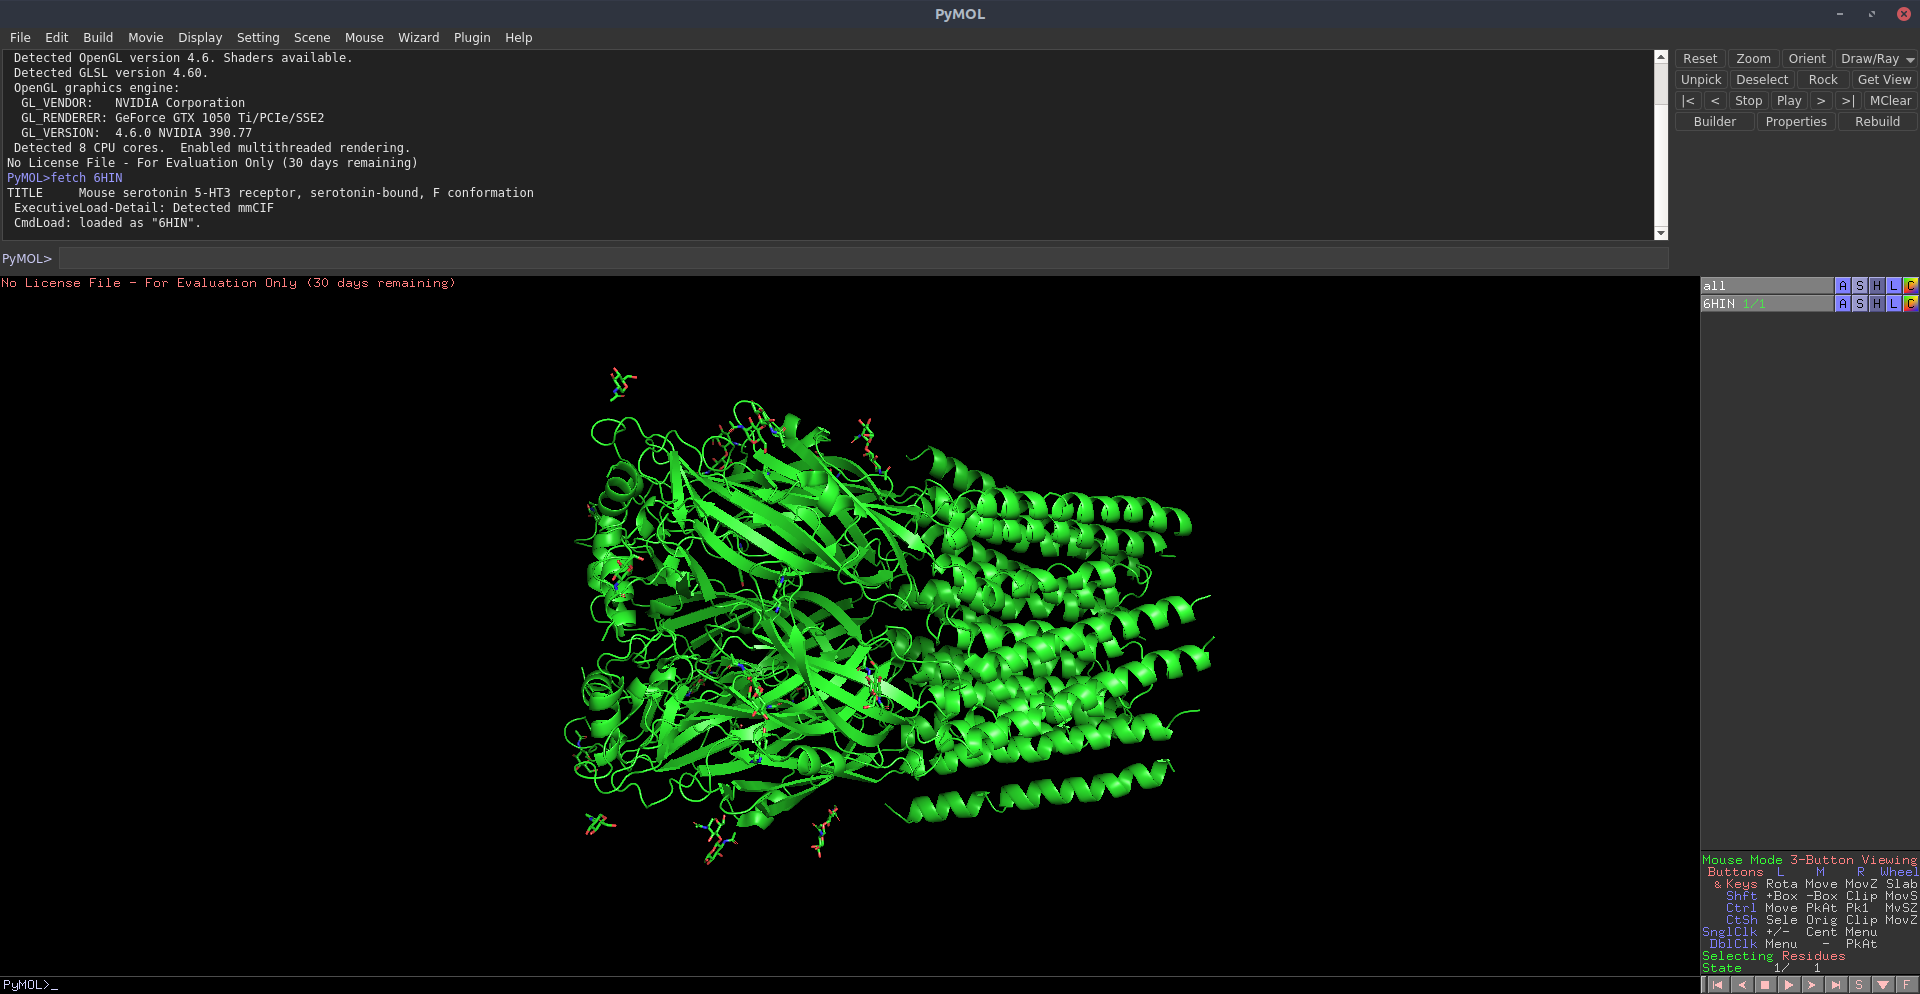 PyMOL
File Edit Build Movie Display Setting Scene Mouse Wizard Plugin Help
Detected OpenGL version 4.6. Shaders available.
Detected GLSL version 4.60.
OpenGL graphics engine:
GL_VENDOR: NVIDIA Corporation
GL_RENDERER: GeForce GTX 1050 Ti/PCIe/SSE2
GL_VERSION: 4.6.0 NVIDIA 390.77
Detected 8 CPU cores. Enabled multithreaded rendering.
No License File - For Evaluation Only (30 days remaining)
PyMOL>fetch 6HIN
TITLE Mouse serotonin 5-HT3 receptor, serotonin-bound, F conformation
ExecutiveLoad-Detail: Detected mmCIF
CmdLoad: loaded as "6HIN".
PyMOL>
Reset Zoom Orient Draw/Ray
Unpick Deselect Rock Get View
|< < Stop Play > >| MClear
Builder Properties Rebuild
No License File - For Evaluation Only (30 days remaining)
all A S H L C
6HIN 1/1 A S H L C
Mouse Mode 3-Button Viewing
Buttons L M R Wheel
& Keys Rota Move MovZ Slab
Shft +Box -Box Clip MovS
Ctrl Move PkAt Pk1 MvSZ
CtSh Sele Orig Clip MovZ
SnglClk +/- Cent Menu
DblClk Menu - PkAt
Selecting Residues
State 1/ 1
PyMOL>_
S F